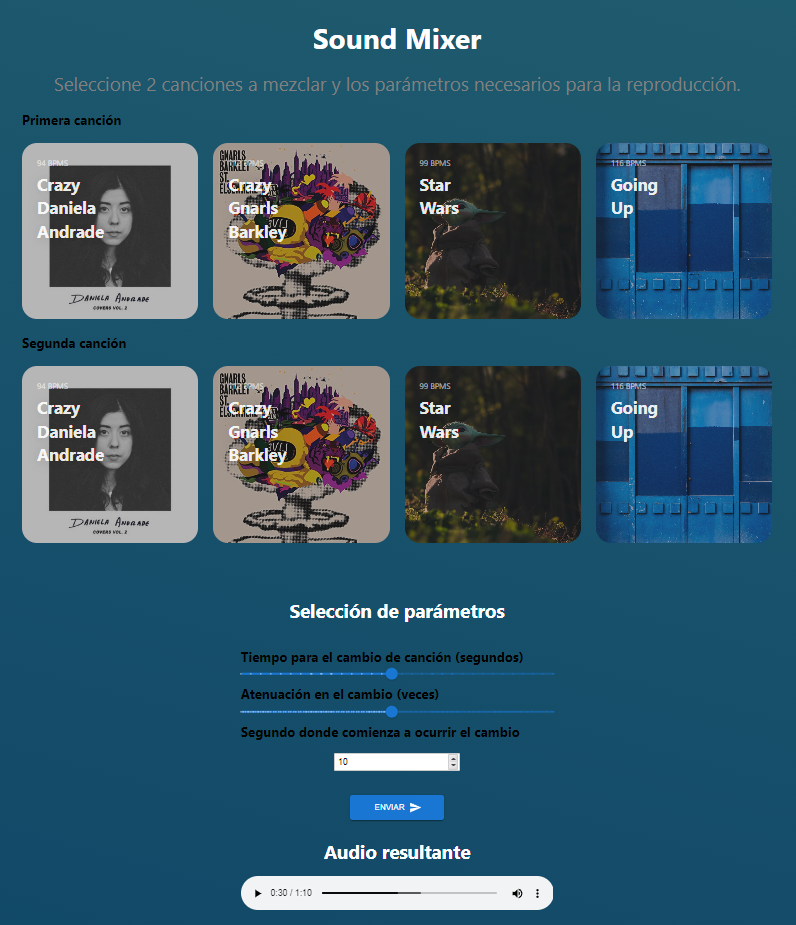 Sound Mixer
Seleccione 2 canciones a mezclar y los parámetros necesarios para la reproducción.
Primera canción
94 BPMS
Crazy
Daniela
Andrade
DANIELA ANDRADE
COVERS VOL. 2
GNARLS
BARKLEY
ST.
BPMS
Crazy
Gnarls
Barkley
99 BPMS
Star
Wars
116 BPMS
Going
Up
Segunda canción
94 BPMS
Crazy
Daniela
Andrade
DANIELA ANDRADE
COVERS VOL. 2
GNARLS
BARKLEY
ST.
BPMS
Crazy
Gnarls
Barkley
99 BPMS
Star
Wars
116 BPMS
Going
Up
Selección de parámetros
Tiempo para el cambio de canción (segundos)
Atenuación en el cambio (veces)
Segundo donde comienza a ocurrir el cambio
10
ENVIAR
Audio resultante
0:30 / 1:10